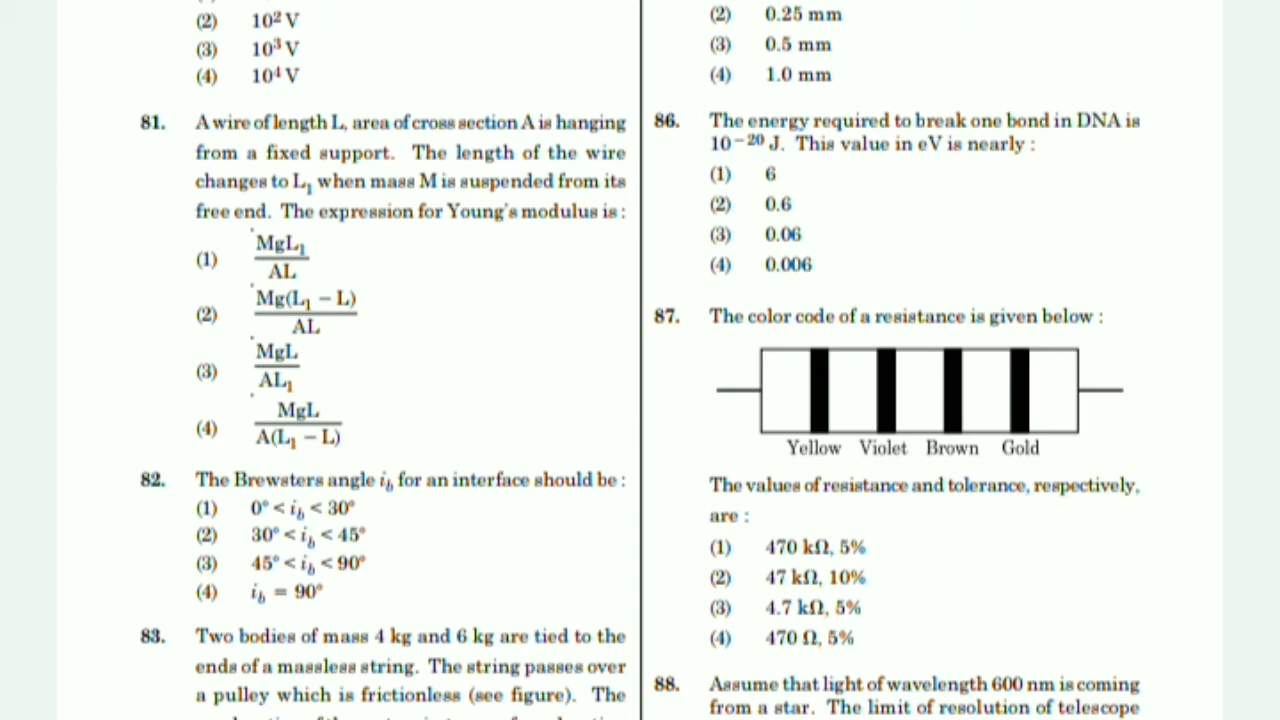 (2) 10² V
(3) 10³ V
(4) 10⁴ V
81. A wire of length L, area of cross section A is hanging
from a fixed support. The length of the wire
changes to L₁ when mass M is suspended from its
free end. The expression for Young's modulus is :
(1) MgL₁
AL
(2) Mg(L₁ − L)
AL
(3) MgL
AL₁
(4) MgL
A(L₁ − L)
82. The Brewsters angle i_b for an interface should be :
(1) 0° < i_b < 30°
(2) 30° < i_b < 45°
(3) 45° < i_b < 90°
(4) i_b = 90°
83. Two bodies of mass 4 kg and 6 kg are tied to the
ends of a massless string. The string passes over
a pulley which is frictionless (see figure). The
(2) 0.25 mm
(3) 0.5 mm
(4) 1.0 mm
86. The energy required to break one bond in DNA is
10⁻²⁰ J. This value in eV is nearly :
(1) 6
(2) 0.6
(3) 0.06
(4) 0.006
87. The color code of a resistance is given below :
Yellow Violet Brown Gold
The values of resistance and tolerance, respectively,
are :
(1) 470 kΩ, 5%
(2) 47 kΩ, 10%
(3) 4.7 kΩ, 5%
(4) 470 Ω, 5%
88. Assume that light of wavelength 600 nm is coming
from a star. The limit of resolution of telescope